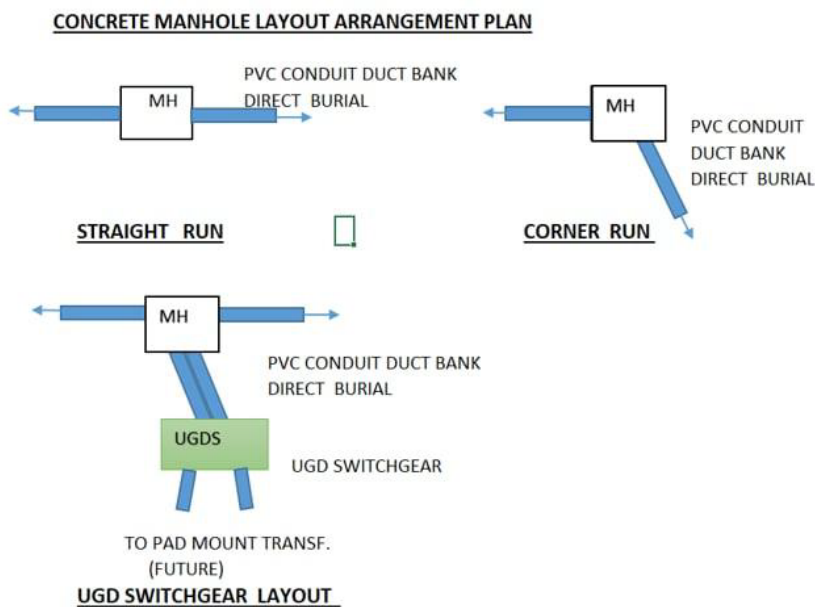 CONCRETE MANHOLE LAYOUT ARRANGEMENT PLAN
PVC CONDUIT DUCT BANK
DIRECT BURIAL
MH
STRAIGHT RUN
MH
PVC CONDUIT
DUCT BANK
DIRECT BURIAL
CORNER RUN
MH
PVC CONDUIT DUCT BANK
DIRECT BURIAL
UGDS
UGD SWITCHGEAR
TO PAD MOUNT TRANSF.
(FUTURE)
UGD SWITCHGEAR LAYOUT